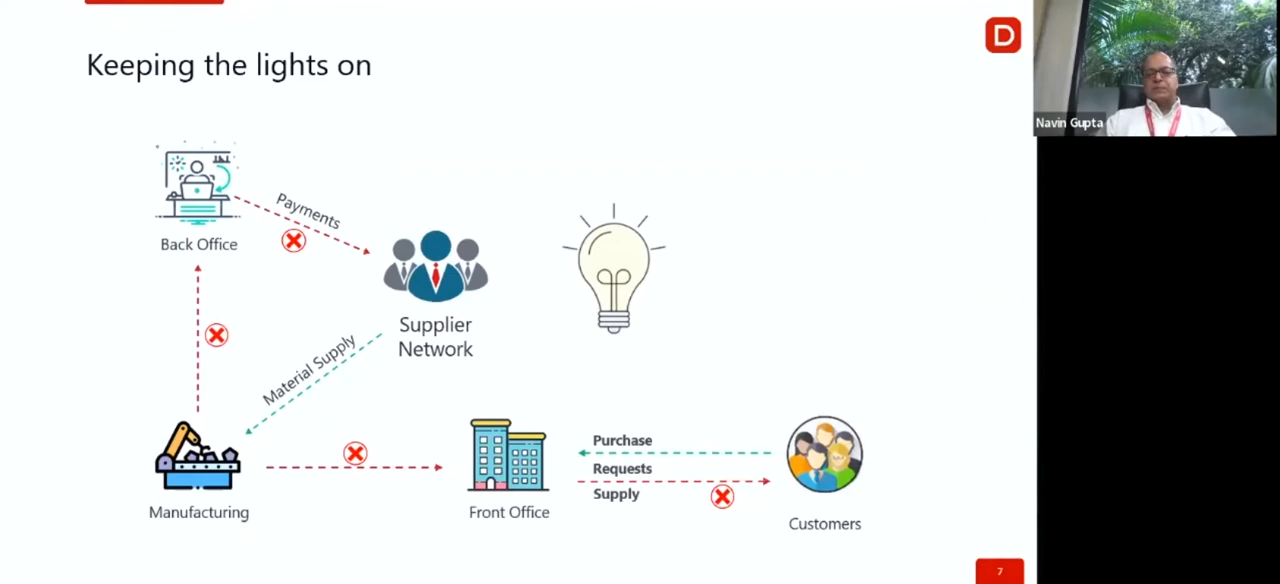 Keeping the lights on
D
Navin Gupta
Payments
Back Office
Supplier
Network
Material Supply
Purchase
Requests
Supply
Manufacturing
Front Office
Customers
7